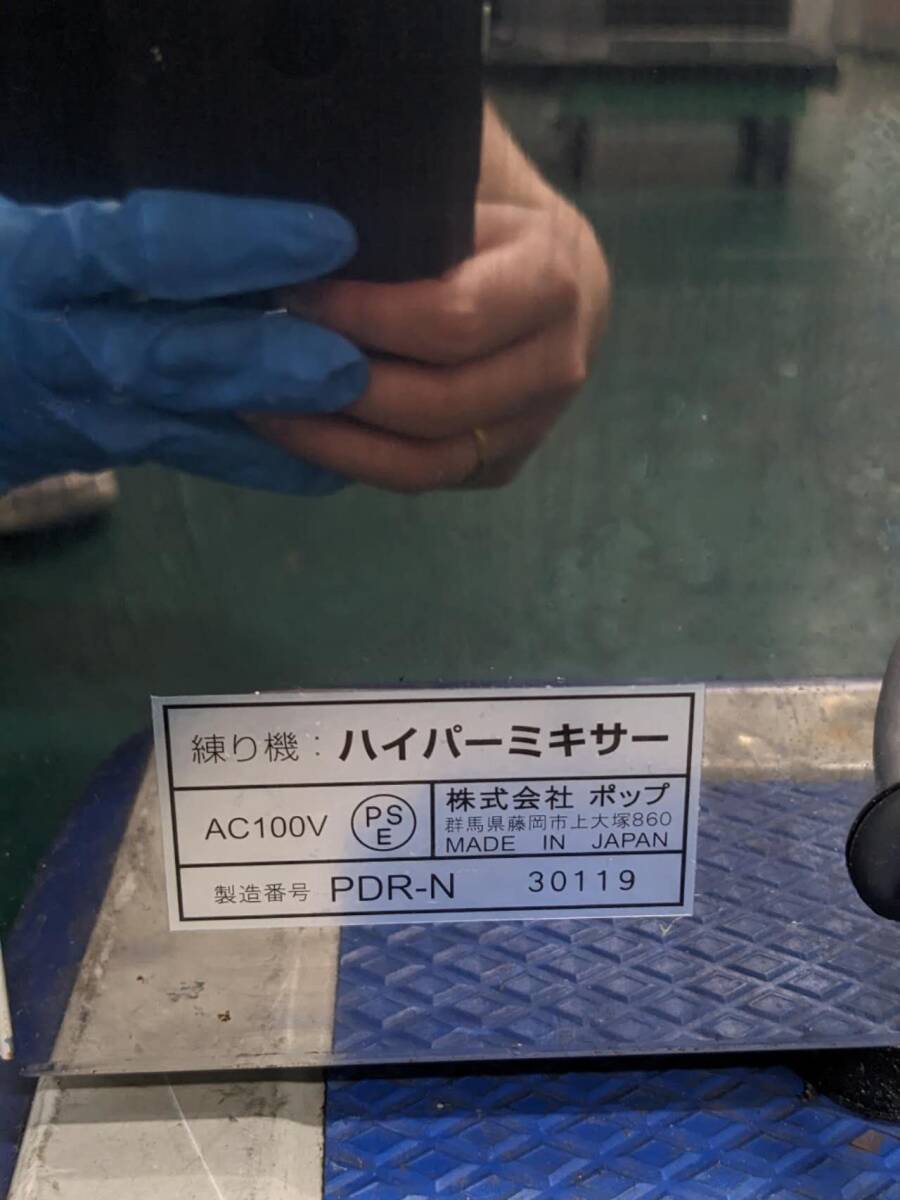 練り機：ハイパーミキサー
AC100V PSE
株式会社 ポップ
群馬県藤岡市上大塚860
MADE IN JAPAN
製造番号 PDR-N 30119